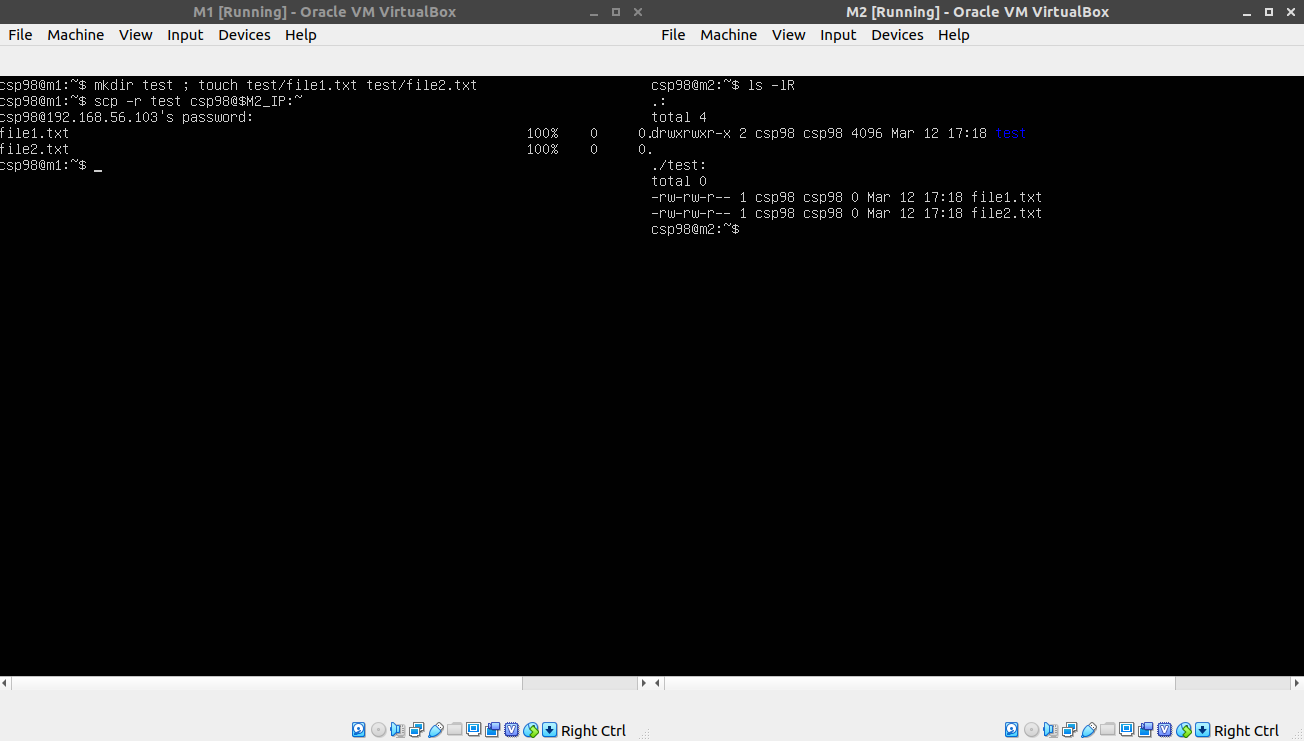 M1 [Running] - Oracle VM VirtualBox
File Machine View Input Devices Help
csp98@m1:~$ mkdir test ; touch test/file1.txt test/file2.txt
csp98@m1:~$ scp -r test csp98@$M2_IP:~
csp98@192.168.56.103's password:
file1.txt 100% 0 0.
file2.txt 100% 0 0.
csp98@m1:~$ _
Right Ctrl
M2 [Running] - Oracle VM VirtualBox
File Machine View Input Devices Help
csp98@m2:~$ ls -lR
.:
total 4
drwxrwxr-x 2 csp98 csp98 4096 Mar 12 17:18 test
./test:
total 0
-rw-rw-r-- 1 csp98 csp98 0 Mar 12 17:18 file1.txt
-rw-rw-r-- 1 csp98 csp98 0 Mar 12 17:18 file2.txt
csp98@m2:~$
Right Ctrl